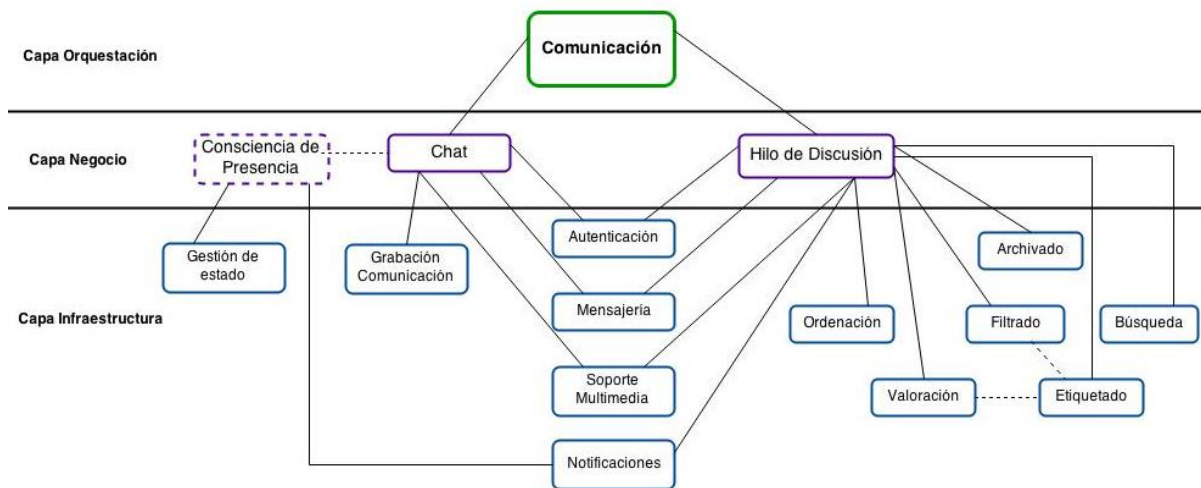 Comunicación
Capa Orquestación
Consciencia de
Presencia
Chat
Hilo de Discusión
Capa Negocio
Autenticación
Gestión de
estado
Grabación
Comunicación
Archivado
Capa Infraestructura
Mensajería
Ordenación
Filtrado
Búsqueda
Soporte
Multimedia
Valoración
Etiquetado
Notificaciones